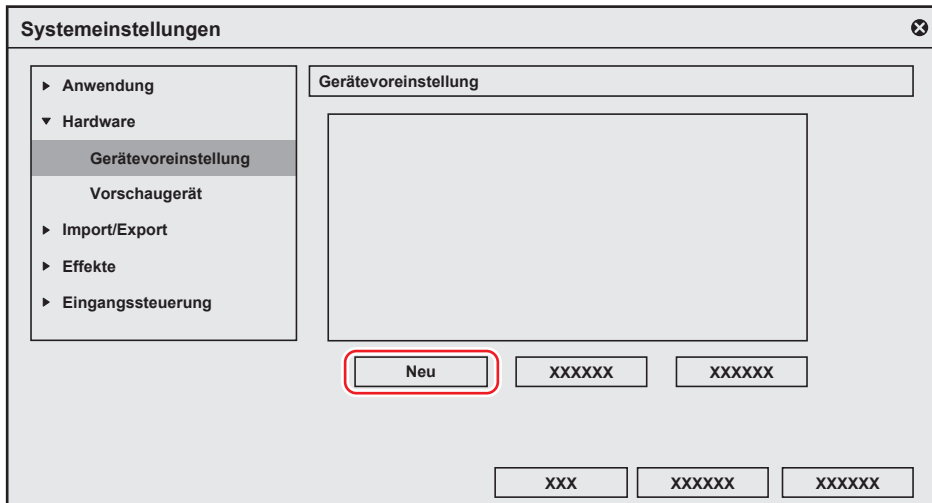 Systemeinstellungen
Anwendung
Hardware
Gerätevoreinstellung
Vorschaugerät
Import/Export
Effekte
Eingangssteuerung
Gerätevoreinstellung
Neu
XXXXXX
XXXXXX
XXX
XXXXXX
XXXXXX